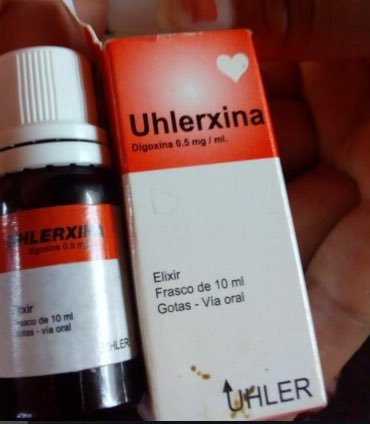 Uhlerxina
Digoxina 0.5 mg / ml.
Elixir
Frasco de 10 ml
Gotas - Vía oral
UHLER
UHLERXINA
digoxina 0.5 mg
Elixir
Frasco de 10 ml
Gotas - Vía oral
UHLER